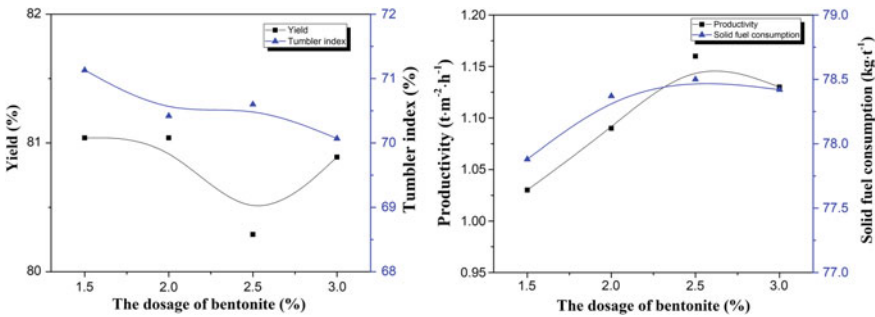 Yield
Tumbler index
82
81
80
Yield (%)
1.5 2.0 2.5 3.0
The dosage of bentonite (%)
72
71
70
69
68
Tumbler index (%)
Productivity
Solid fuel consumption
1.20
1.15
1.10
1.05
1.00
0.95
Productivity (t·m⁻²·h⁻¹)
1.5 2.0 2.5 3.0
The dosage of bentonite (%)
79.0
78.5
78.0
77.5
77.0
Solid fuel consumption (kg·t⁻¹)